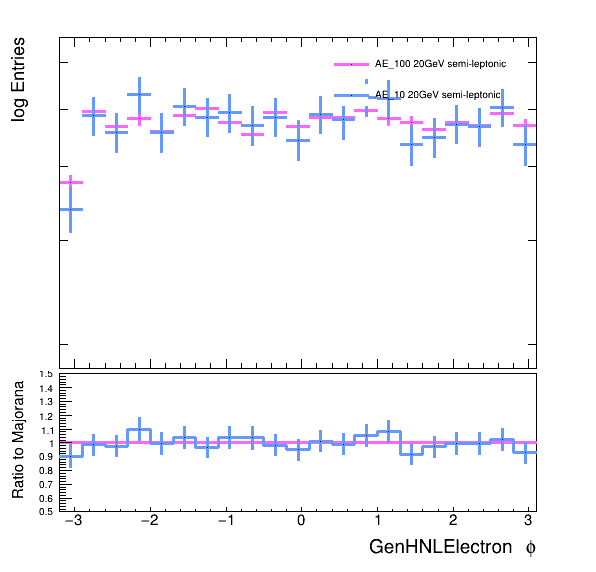 log Entries
AE_100 20GeV semi-leptonic
AE_10 20GeV semi-leptonic
Ratio to Majorana
1.5
1.4
1.3
1.2
1.1
1
0.9
0.8
0.7
0.6
0.5
−3 −2 −1 0 1 2 3
GenHNLElectron ϕ